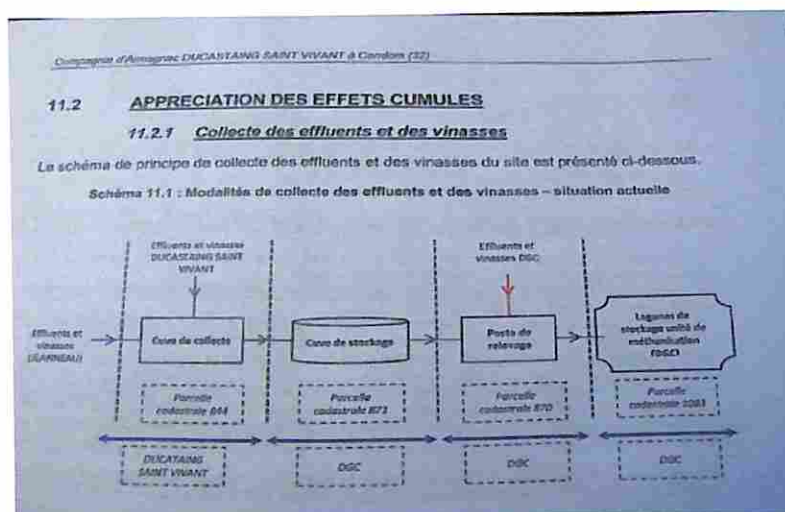 Compagnie d'Armagnac DUCASTAING SAINT VIVANT à Condom (32)
11.2 APPRECIATION DES EFFETS CUMULES
11.2.1 Collecte des effluents et des vinasses
Le schéma de principe de collecte des effluents et des vinasses du site est présenté ci-dessous.
Schéma 11.1 : Modalités de collecte des effluents et des vinasses – situation actuelle
Effluents et vinasses
DUCASTAING SAINT
VIVANT
Effluents et
vinasses DGC
Effluents et
vinasses
Cuve de collecte
Cuve de stockage
Poste de
relevage
Lagunes de
stockage unité de
méthanisation
(DGC)
Parcelle
cadastrale
Parcelle
cadastrale 871
Parcelle
cadastrale 870
Parcelle
cadastrale
DUCATAING
SAINT VIVANT
DGC
DGC
DGC